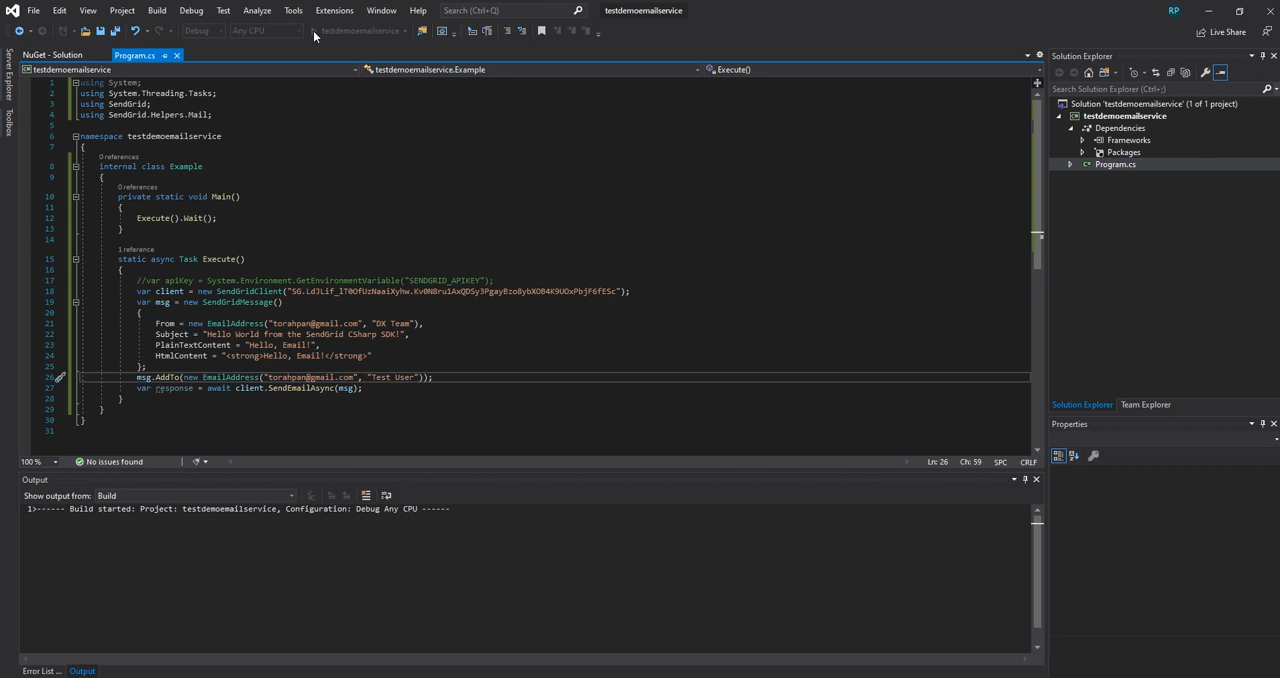 File Edit View Project Build Debug Test Analyze Tools Extensions Window Help Search (Ctrl+Q) testdemoemailservice RP
Debug Any CPU testdemoemailservice Live Share
Server Explorer
Toolbox
NuGet - Solution Program.cs
testdemoemailservice testdemoemailservice.Example Execute()
1 using System;
2 using System.Threading.Tasks;
3 using SendGrid;
4 using SendGrid.Helpers.Mail;
5
6 namespace testdemoemailservice
7 {
0 references
8 internal class Example
9 {
0 references
10 private static void Main()
11 {
12 Execute().Wait();
13 }
14
1 reference
15 static async Task Execute()
16 {
17 //var apiKey = System.Environment.GetEnvironmentVariable("SENDGRID_APIKEY");
18 var client = new SendGridClient("
19 var msg = new SendGridMessage()
20 {
21 From = new EmailAddress("torahpan@gmail.com", "DX Team"),
22 Subject = "Hello World from the SendGrid CSharp SDK!",
23 PlainTextContent = "Hello, Email!",
24 HtmlContent = "<strong>Hello, Email!</strong>"
25 };
26 msg.AddTo(new EmailAddress("torahpan@gmail.com", "Test User"));
27 var response = await client.SendEmailAsync(msg);
28 }
29 }
30 }
31
100 % No issues found Ln: 26 Ch: 59 SPC CRLF
Output
Show output from: Build
1>------ Build started: Project: testdemoemailservice, Configuration: Debug Any CPU ------
Error List ... Output
Solution Explorer
Search Solution Explorer (Ctrl+;)
Solution 'testdemoemailservice' (1 of 1 project)
testdemoemailservice
Dependencies
Frameworks
Packages
Program.cs
Solution Explorer Team Explorer
Properties